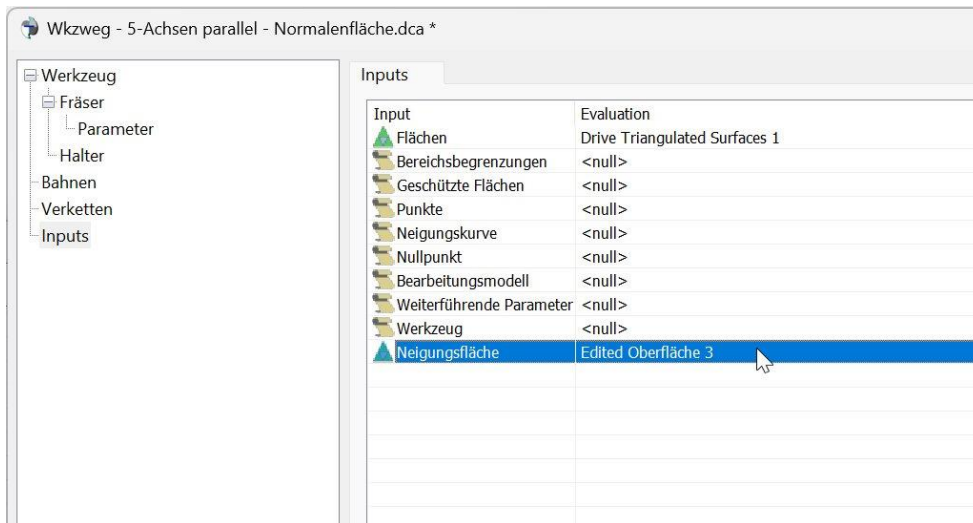 Wkzweg - 5-Achsen parallel - Normalenfläche.dca *
Werkzeug
Fräser
Parameter
Halter
Bahnen
Verketten
Inputs
Inputs
Input Evaluation
Flächen Drive Triangulated Surfaces 1
Bereichsbegrenzungen <null>
Geschützte Flächen <null>
Punkte <null>
Neigungskurve <null>
Nullpunkt <null>
Bearbeitungsmodell <null>
Weiterführende Parameter <null>
Werkzeug <null>
Neigungsfläche Edited Oberfläche 3